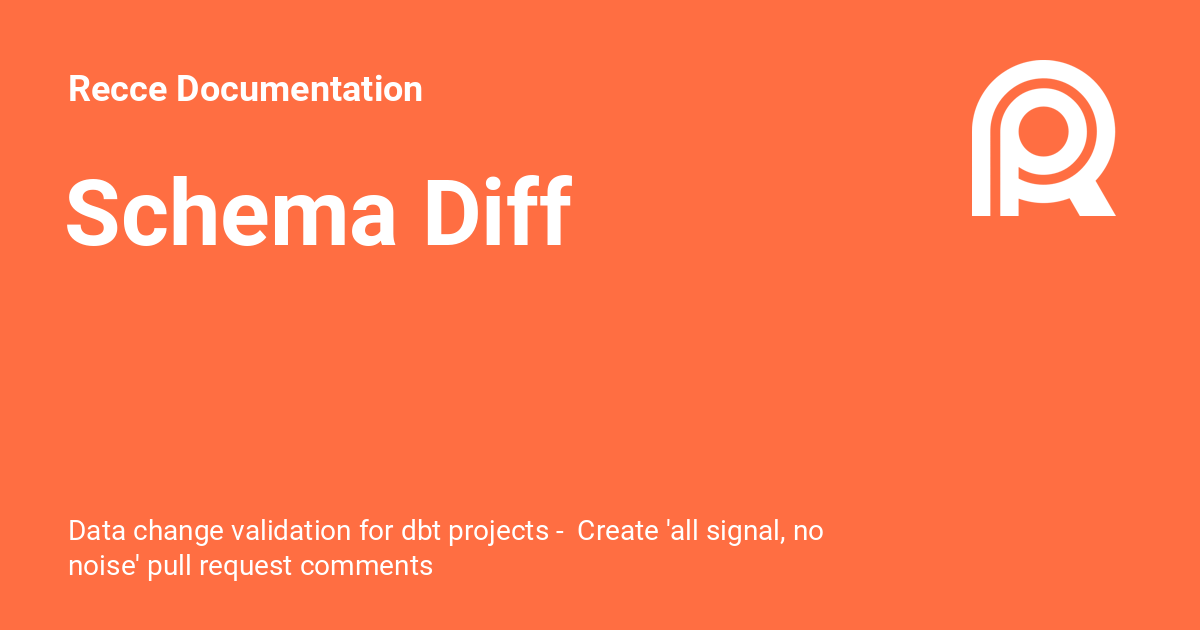 Recce Documentation
Schema Diff
Data change validation for dbt projects -  Create 'all signal, no
noise' pull request comments